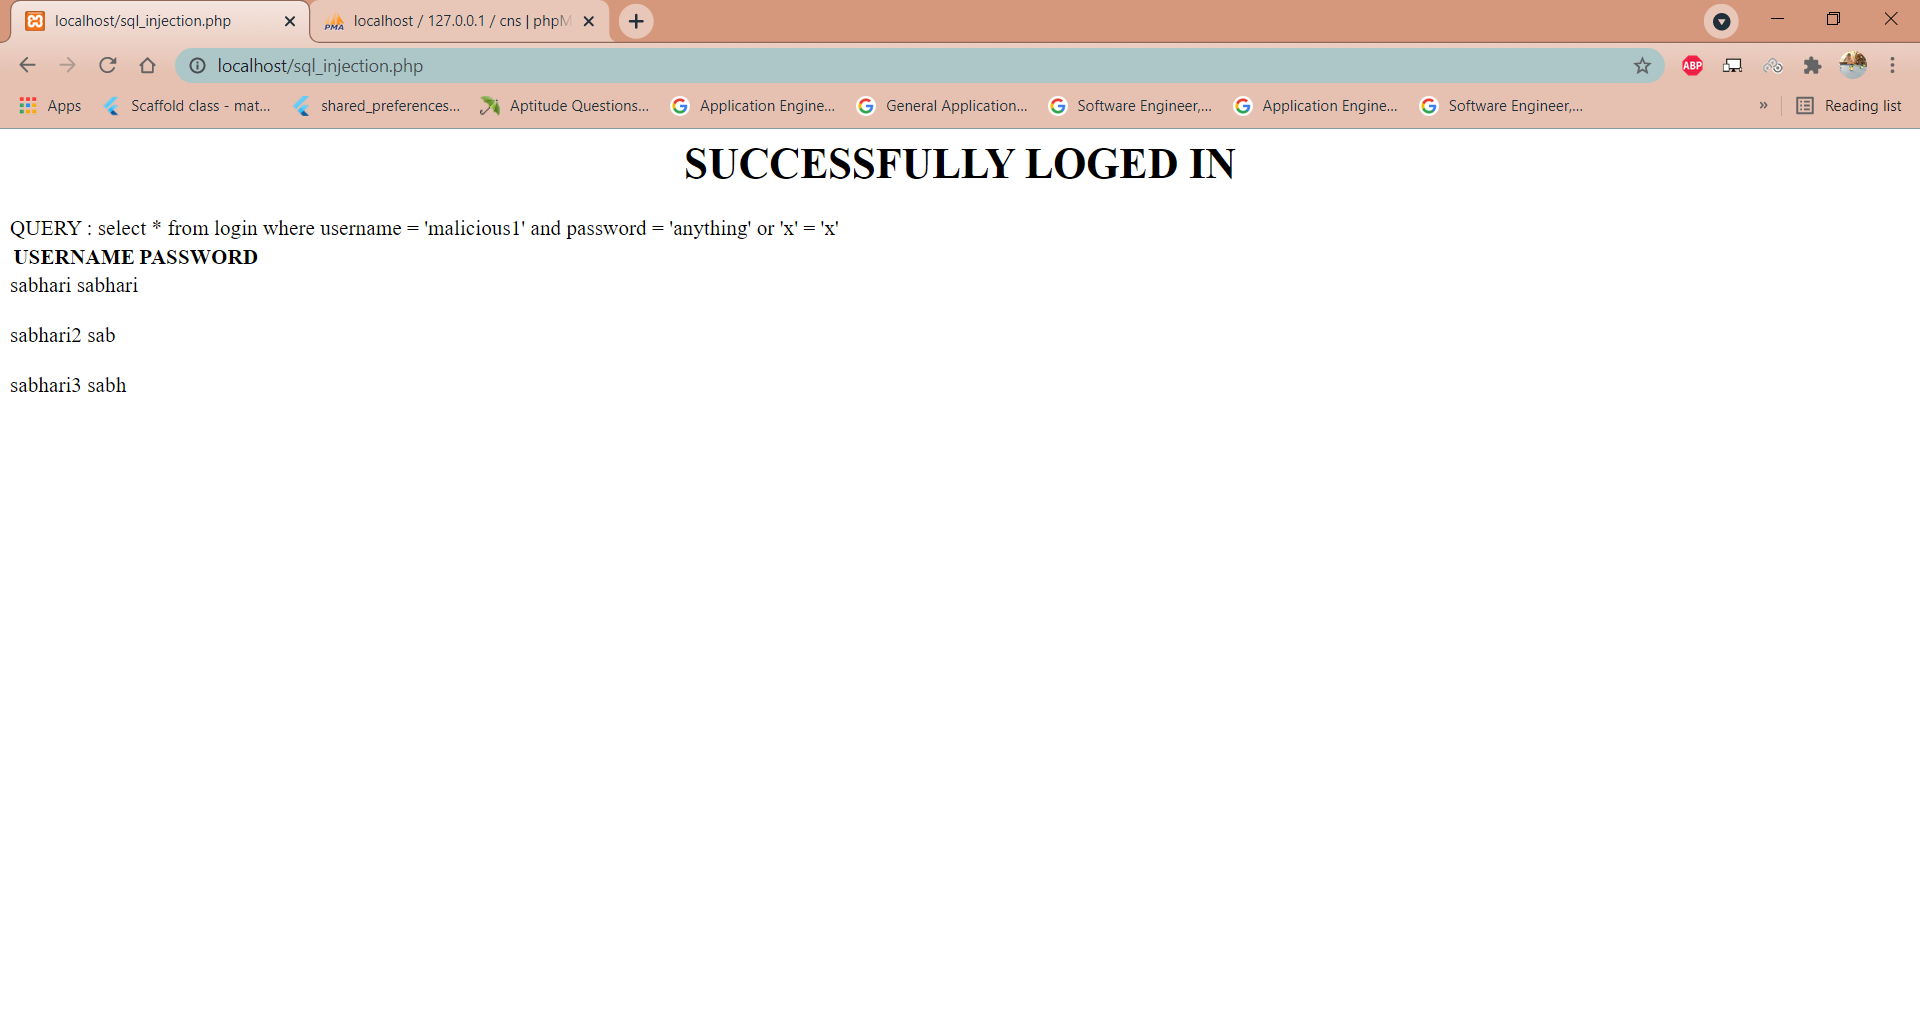 localhost/sql_injection.php
localhost / 127.0.0.1 / cns | phpM
localhost/sql_injection.php
ABP
Apps
Scaffold class - mat...
shared_preferences...
Aptitude Questions...
Application Engine...
General Application...
Software Engineer,...
Application Engine...
Software Engineer,...
»
Reading list
SUCCESSFULLY LOGED IN
QUERY : select * from login where username = 'malicious1' and password = 'anything' or 'x' = 'x'
USERNAME PASSWORD
sabhari sabhari
sabhari2 sab
sabhari3 sabh